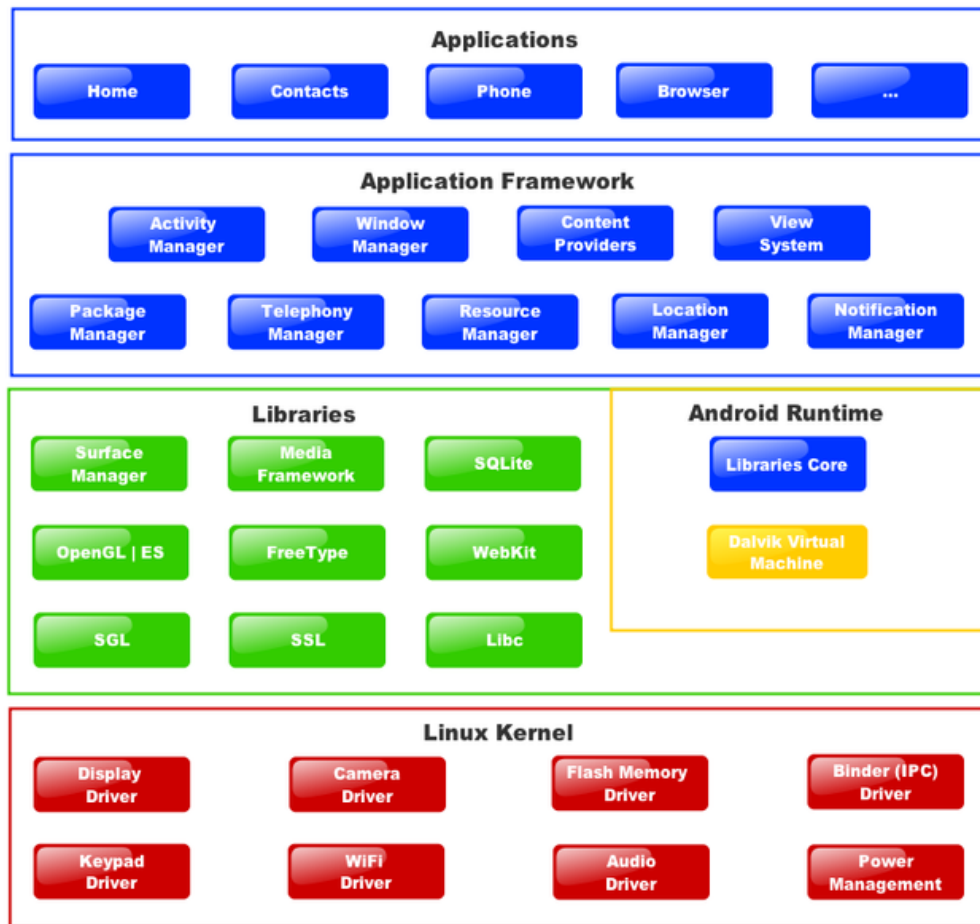 Applications
Home
Contacts
Phone
Browser
...
Application Framework
Activity
Manager
Window
Manager
Content
Providers
View
System
Package
Manager
Telephony
Manager
Resource
Manager
Location
Manager
Notification
Manager
Libraries
Surface
Manager
Media
Framework
SQLite
OpenGL | ES
FreeType
WebKit
SGL
SSL
Libc
Android Runtime
Libraries Core
Dalvik Virtual
Machine
Linux Kernel
Display
Driver
Camera
Driver
Flash Memory
Driver
Binder (IPC)
Driver
Keypad
Driver
WiFi
Driver
Audio
Driver
Power
Management